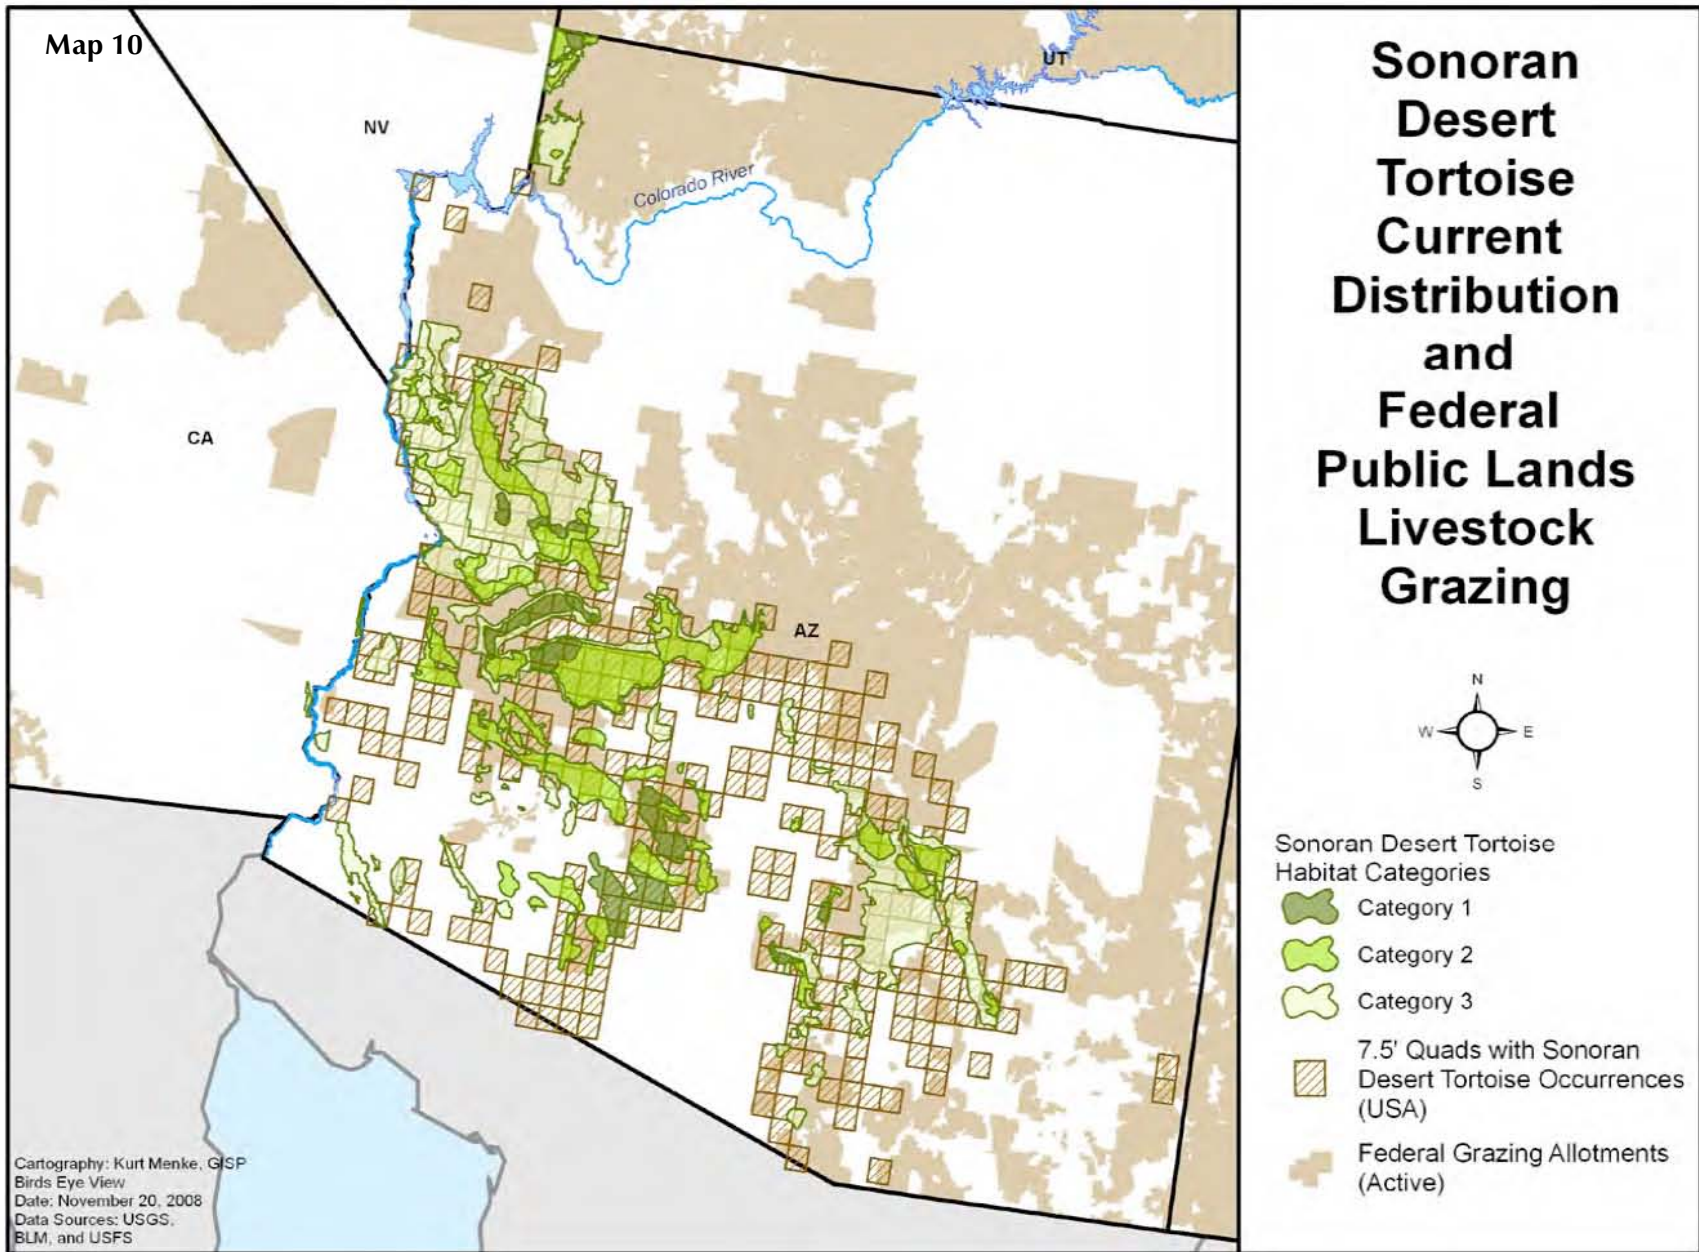 Map 10
NV
UT
Colorado River
CA
AZ
Cartography: Kurt Menke, GISP
Birds Eye View
Date: November 20, 2008
Data Sources: USGS,
BLM, and USFS
Sonoran
Desert
Tortoise
Current
Distribution
and
Federal
Public Lands
Livestock
Grazing
N
W
E
S
Sonoran Desert Tortoise
Habitat Categories
Category 1
Category 2
Category 3
7.5' Quads with Sonoran
Desert Tortoise Occurrences
(USA)
Federal Grazing Allotments
(Active)